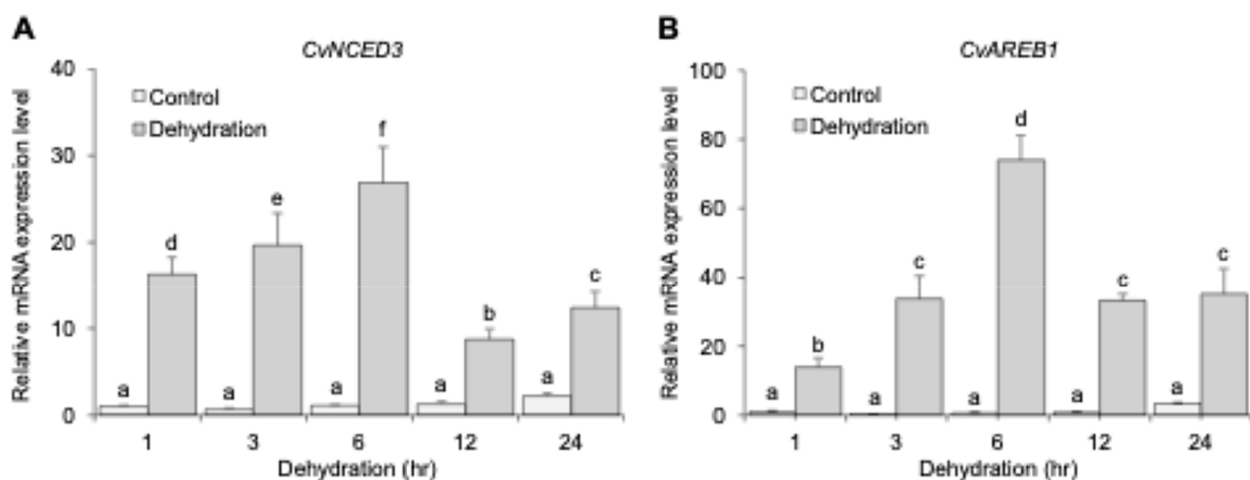 A
CvNCED3
Relative mRNA expression level
40
30
20
10
0
Control
Dehydration
a
d
a
e
a
f
a
b
a
c
1
3
6
12
24
Dehydration (hr)
B
CvAREB1
Relative mRNA expression level
100
80
60
40
20
0
Control
Dehydration
a
b
a
c
a
d
a
c
a
c
1
3
6
12
24
Dehydration (hr)